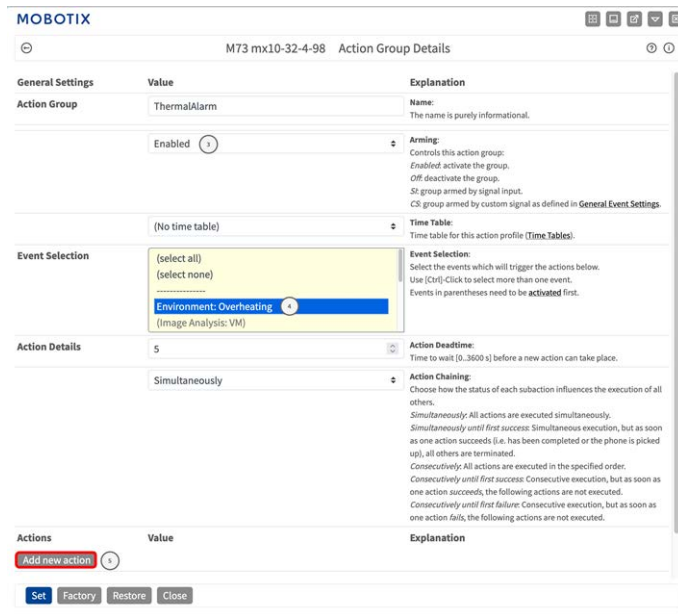 MOBOTIX
M73 mx10-32-4-98 Action Group Details
General Settings Value Explanation
Action Group ThermalAlarm Name:
The name is purely informational.
Enabled 3 Arming:
Controls this action group:
Enabled: activate the group.
Off: deactivate the group.
SI: group armed by signal input.
CS: group armed by custom signal as defined in General Event Settings.
(No time table) Time Table:
Time table for this action profile (Time Tables).
Event Selection (select all) Event Selection:
Select the events which will trigger the actions below.
(select none) Use [Ctrl]-Click to select more than one event.
---------------
Events in parentheses need to be activated first.
Environment: Overheating 4
(Image Analysis: VM)
Action Details 5 Action Deadtime:
Time to wait [0..3600 s] before a new action can take place.
Simultaneously Action Chaining:
Choose how the status of each subaction influences the execution of all
others.
Simultaneously: All actions are executed simultaneously.
Simultaneously until first success: Simultaneous execution, but as soon
as one action succeeds (i.e. has been completed or the phone is picked
up), all others are terminated.
Consecutively: All actions are executed in the specified order.
Consecutively until first success: Consecutive execution, but as soon as
one action succeeds, the following actions are not executed.
Consecutively until first failure: Consecutive execution, but as soon as
one action fails, the following actions are not executed.
Actions Value Explanation
Add new action 5
Set Factory Restore Close